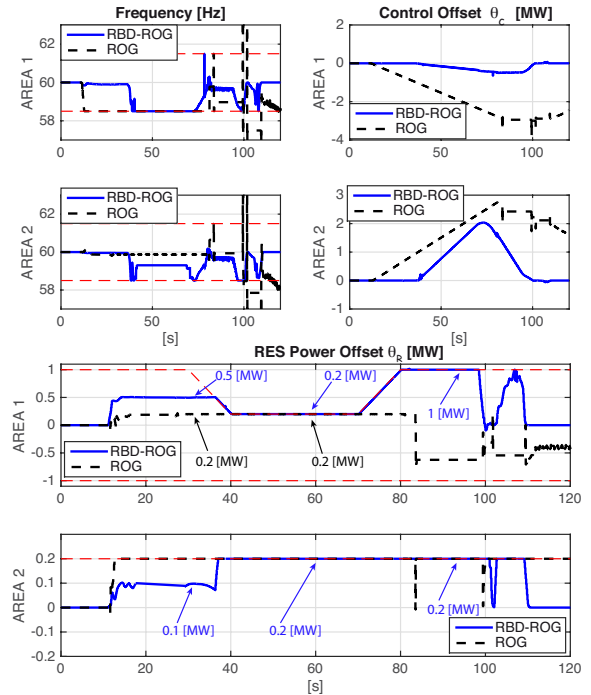 Frequency [Hz]
Control Offset θc [MW]
AREA 1
62
60
58
RBD-ROG
ROG
0
50
100
AREA 1
2
0
-2
-4
RBD-ROG
ROG
0
50
100
AREA 2
62
60
58
RBD-ROG
ROG
0
50
100
[s]
AREA 2
3
2
1
0
-1
RBD-ROG
ROG
0
50
100
[s]
RES Power Offset θR [MW]
AREA 1
1
0.5
0
-0.5
-1
0.5 [MW]
0.2 [MW]
1 [MW]
RBD-ROG
ROG
0.2 [MW]
0.2 [MW]
0
20
40
60
80
100
120
AREA 2
0.2
0.1
0
-0.1
0.2
0.1 [MW]
0.2 [MW]
0.2 [MW]
RBD-ROG
ROG
0
20
40
60
80
100
120
[s]